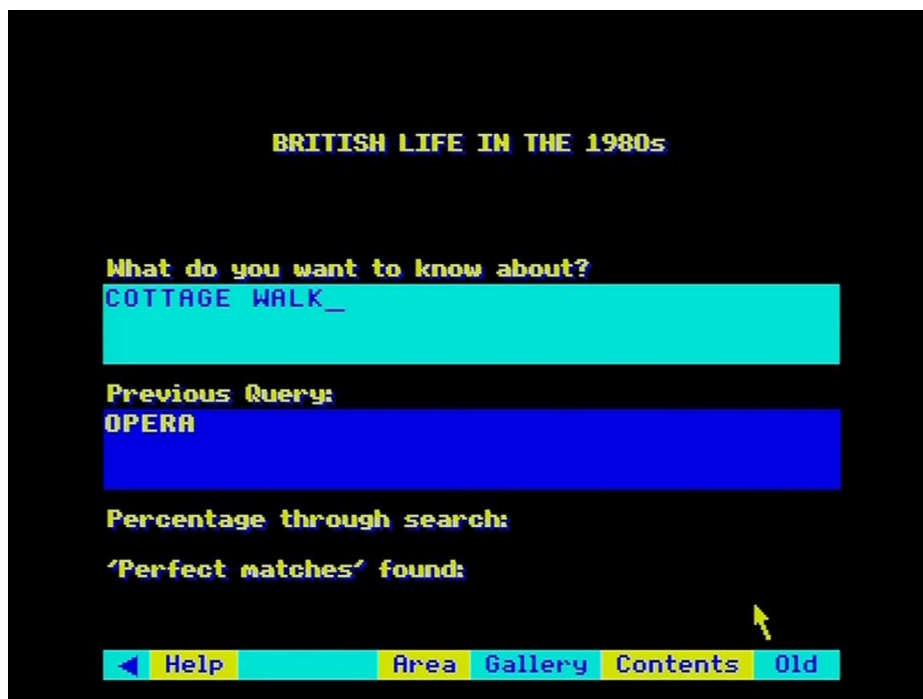 BRITISH LIFE IN THE 1980s
What do you want to know about?
COTTAGE WALK_
Previous Query:
OPERA
Percentage through search:
'Perfect matches' found:
Help Area Gallery Contents Old